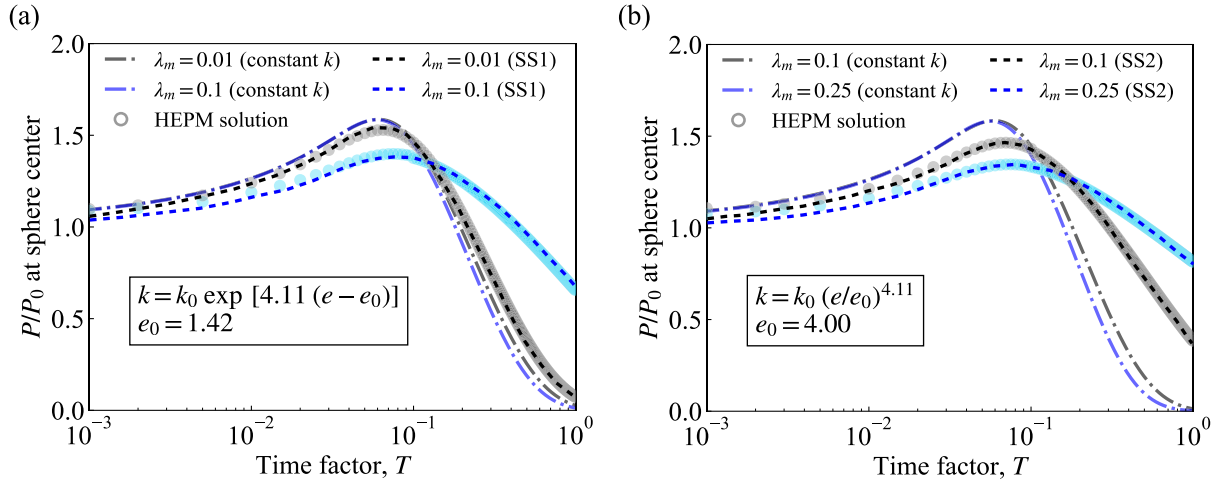 (a)
2.0
1.5
1.0
0.5
0.0
P/P₀ at sphere center
λₘ = 0.01 (constant k)
λₘ = 0.1 (constant k)
HEPM solution
λₘ = 0.01 (SS1)
λₘ = 0.1 (SS1)
k = k₀ exp [4.11 (e − e₀)]
e₀ = 1.42
10⁻³ 10⁻² 10⁻¹ 10⁰
Time factor, T
(b)
2.0
1.5
1.0
0.5
0.0
P/P₀ at sphere center
λₘ = 0.1 (constant k)
λₘ = 0.25 (constant k)
HEPM solution
λₘ = 0.1 (SS2)
λₘ = 0.25 (SS2)
k = k₀ (e/e₀)⁴·¹¹
e₀ = 4.00
10⁻³ 10⁻² 10⁻¹ 10⁰
Time factor, T